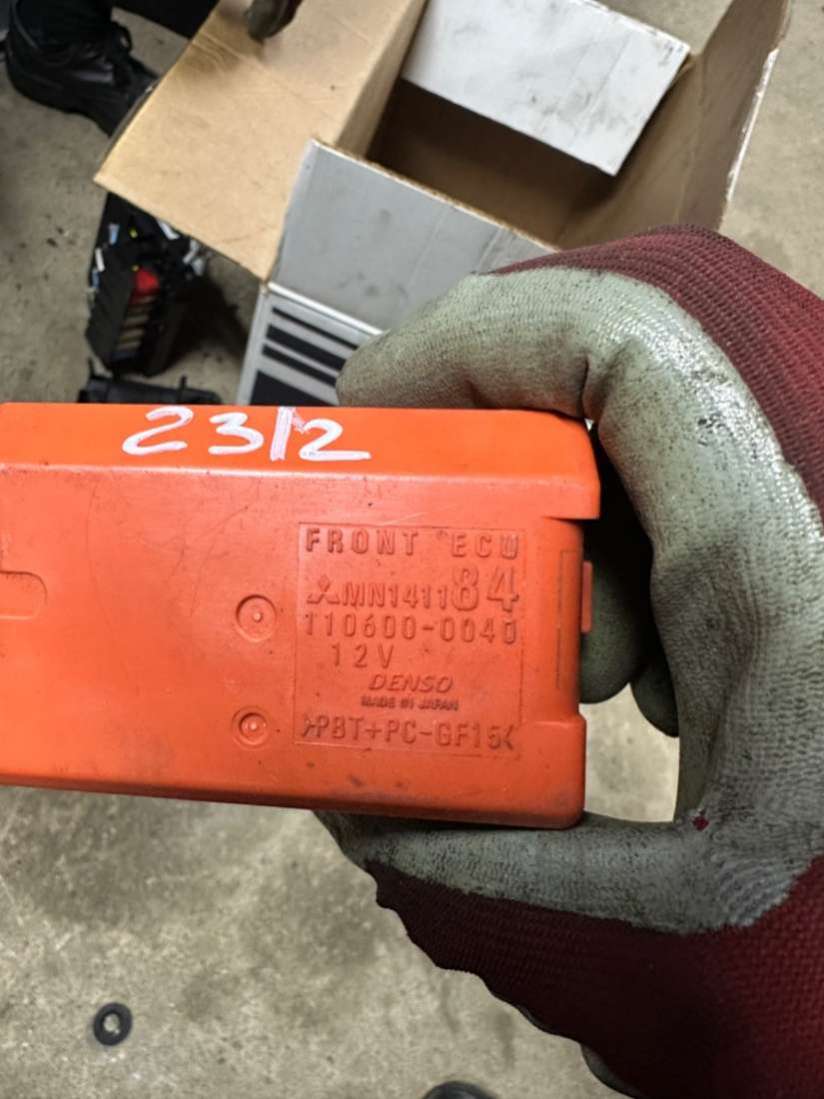 2312
FRONT ECU
MN141184
110600-0040
12V
DENSO
MADE IN JAPAN
>PBT+PC-GF15<